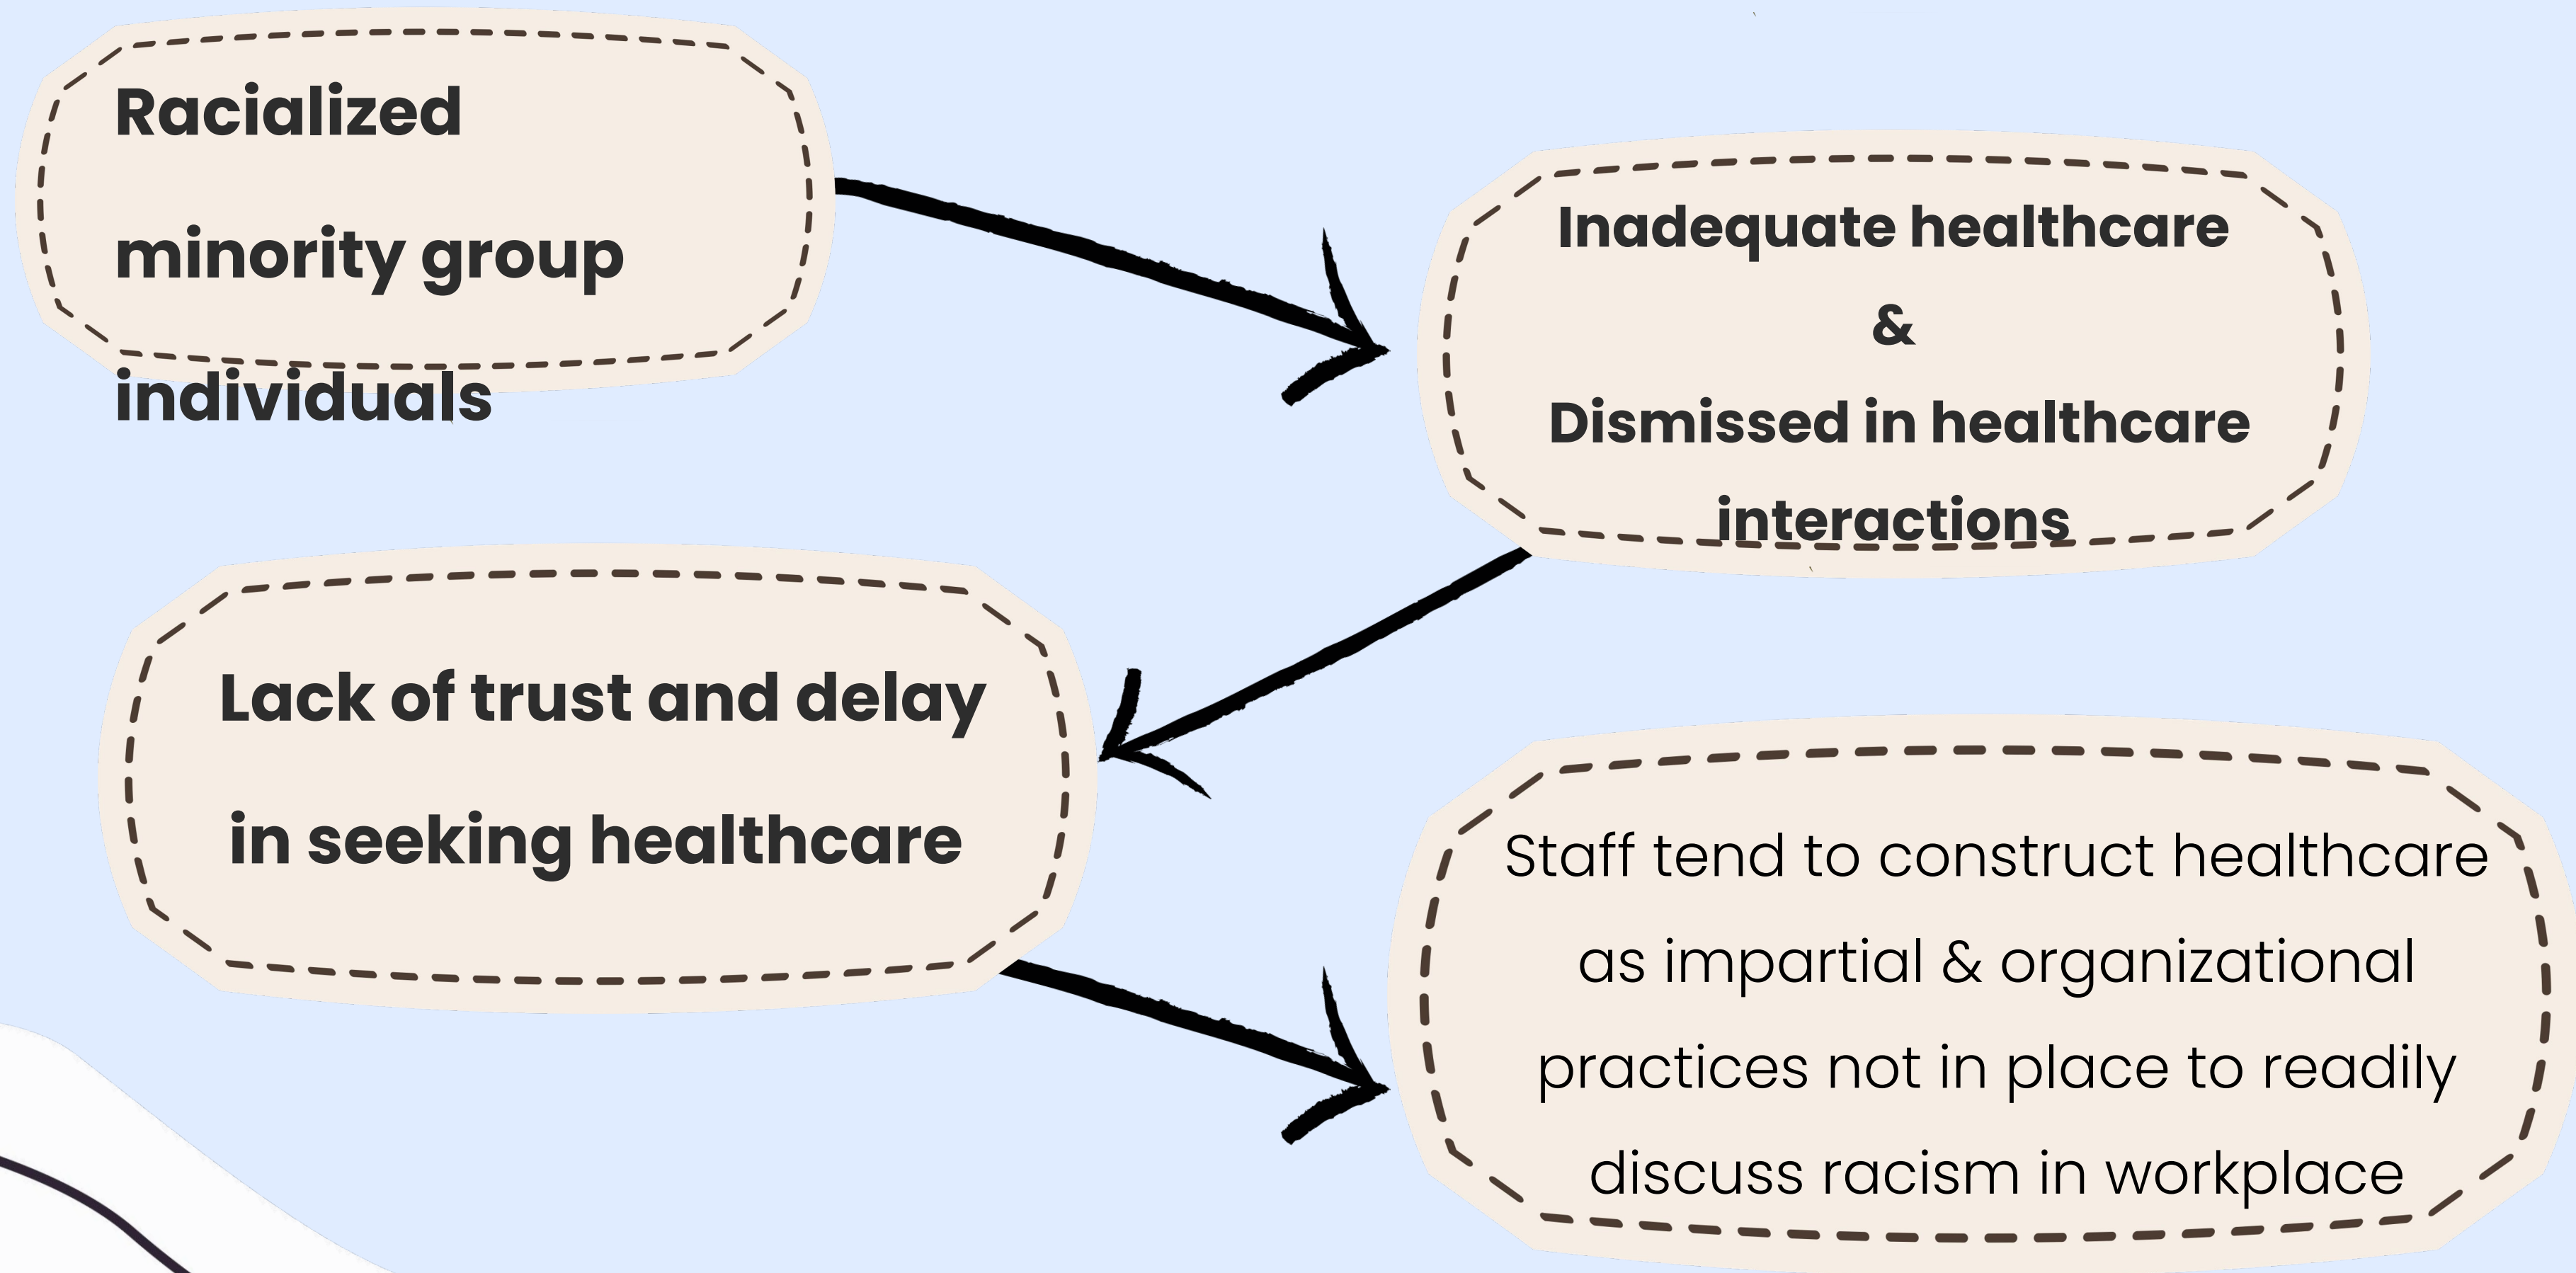 Racialized
minority group
individuals
Inadequate healthcare
&
Dismissed in healthcare
interactions
Lack of trust and delay
in seeking healthcare
Staff tend to construct healthcare
as impartial & organizational
practices not in place to readily
discuss racism in workplace